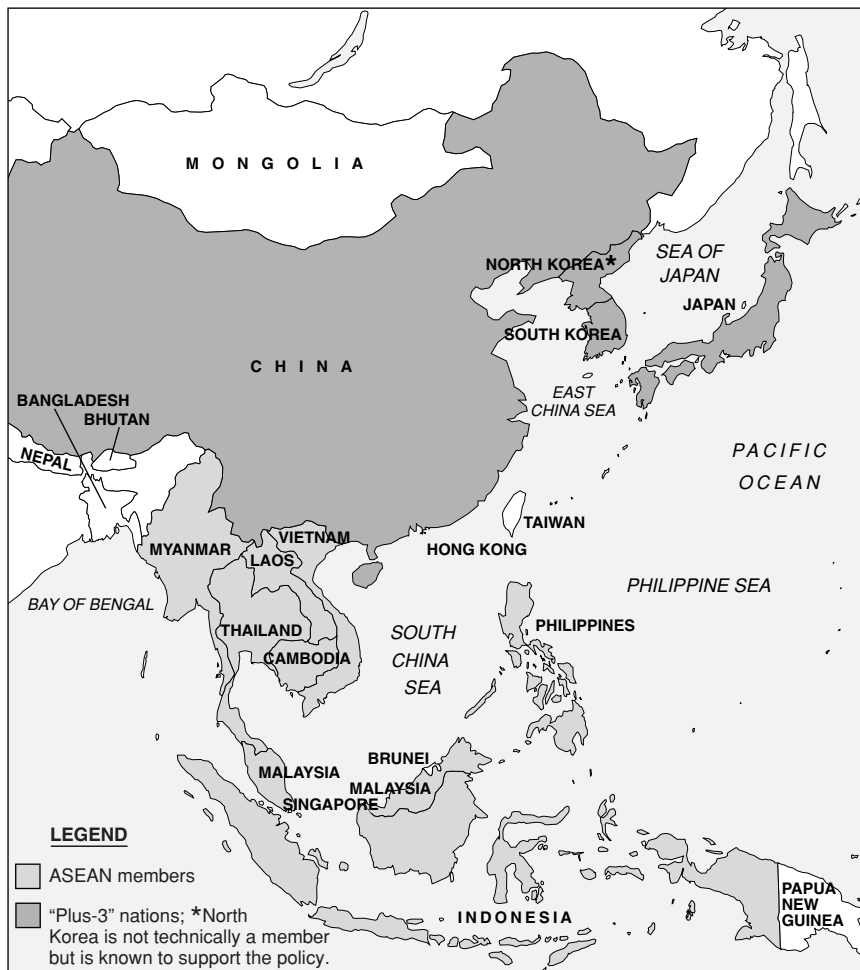 M O N G O L I A
NORTH KOREA*
SEA OF
JAPAN
JAPAN
SOUTH KOREA
C H I N A
EAST
CHINA SEA
BANGLADESH
BHUTAN
NEPAL
PACIFIC
OCEAN
TAIWAN
VIETNAM
HONG KONG
MYANMAR
LAOS
BAY OF BENGAL
PHILIPPINE SEA
THAILAND
SOUTH
CHINA
SEA
PHILIPPINES
CAMBODIA
BRUNEI
MALAYSIA
MALAYSIA
SINGAPORE
INDONESIA
PAPUA
NEW
GUINEA
LEGEND
ASEAN members
“Plus-3” nations; *North
Korea is not technically a member
but is known to support the policy.